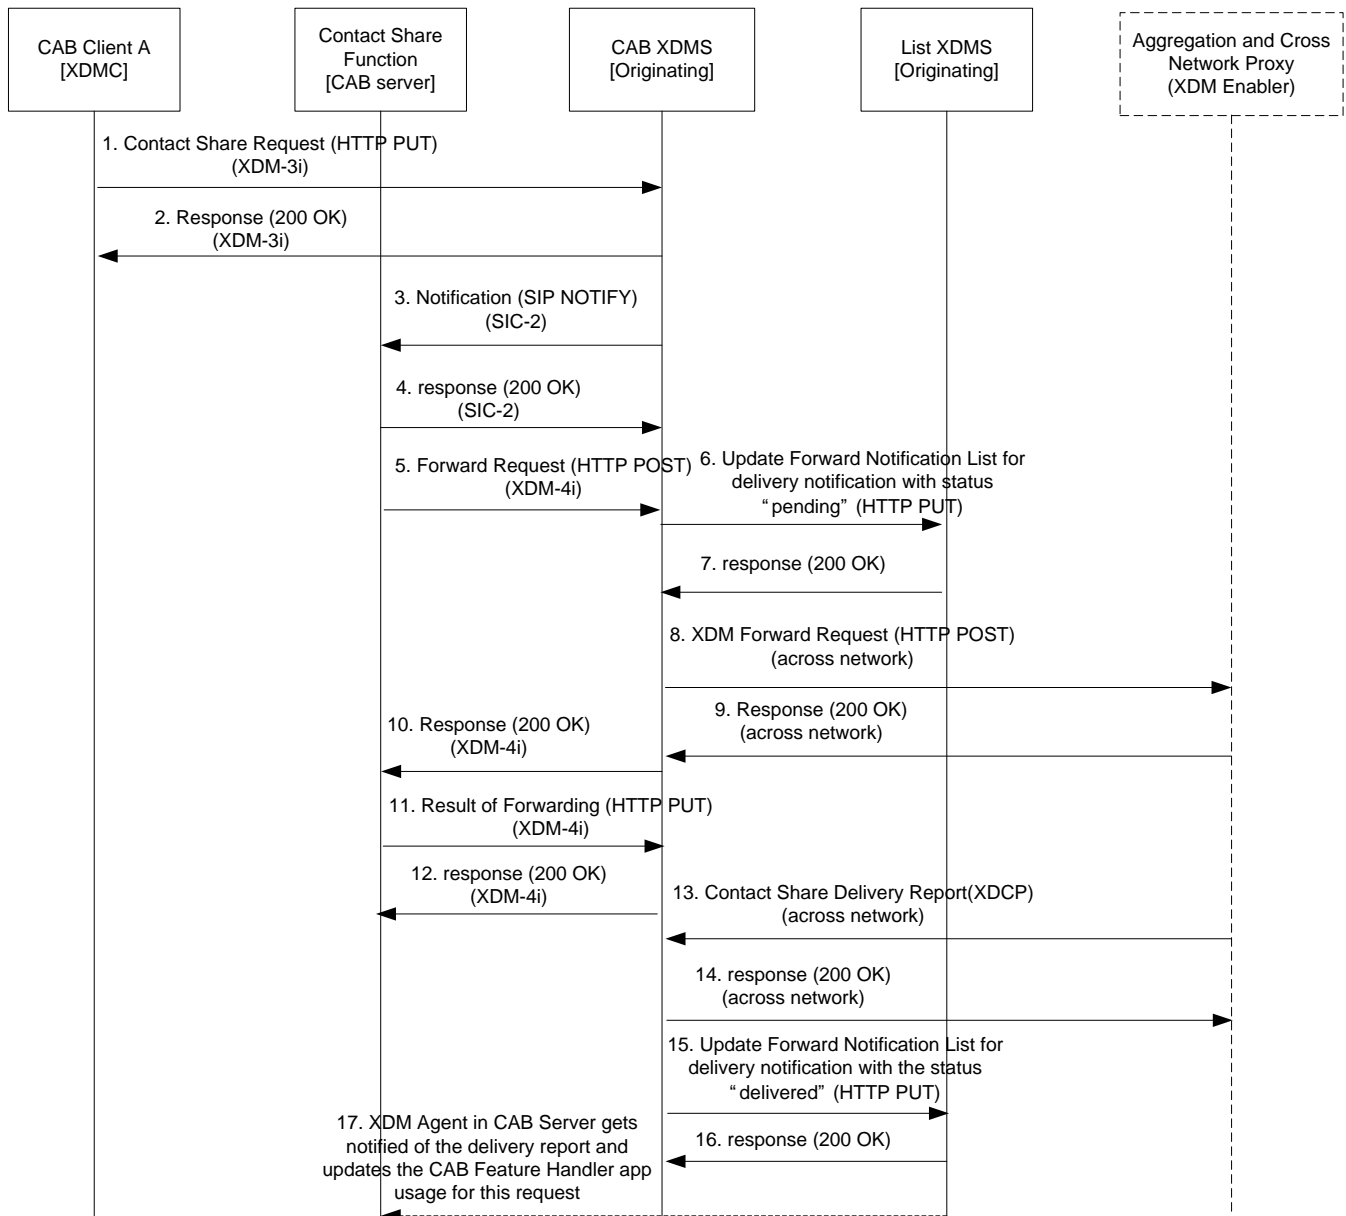 CAB Client A
[XDMC]
Contact Share
Function
[CAB server]
CAB XDMS
[Originating]
List XDMS
[Originating]
Aggregation and Cross
Network Proxy
(XDM Enabler)
1. Contact Share Request (HTTP PUT)
(XDM-3i)
2. Response (200 OK)
(XDM-3i)
3. Notification (SIP NOTIFY)
(SIC-2)
4. response (200 OK)
(SIC-2)
5. Forward Request (HTTP POST)
(XDM-4i)
6. Update Forward Notification List for
delivery notification with status
“pending” (HTTP PUT)
7. response (200 OK)
8. XDM Forward Request (HTTP POST)
(across network)
9. Response (200 OK)
(across network)
10. Response (200 OK)
(XDM-4i)
11. Result of Forwarding (HTTP PUT)
(XDM-4i)
12. response (200 OK)
(XDM-4i)
13. Contact Share Delivery Report(XDCP)
(across network)
14. response (200 OK)
(across network)
15. Update Forward Notification List for
delivery notification with the status
“delivered” (HTTP PUT)
16. response (200 OK)
17. XDM Agent in CAB Server gets
notified of the delivery report and
updates the CAB Feature Handler app
usage for this request